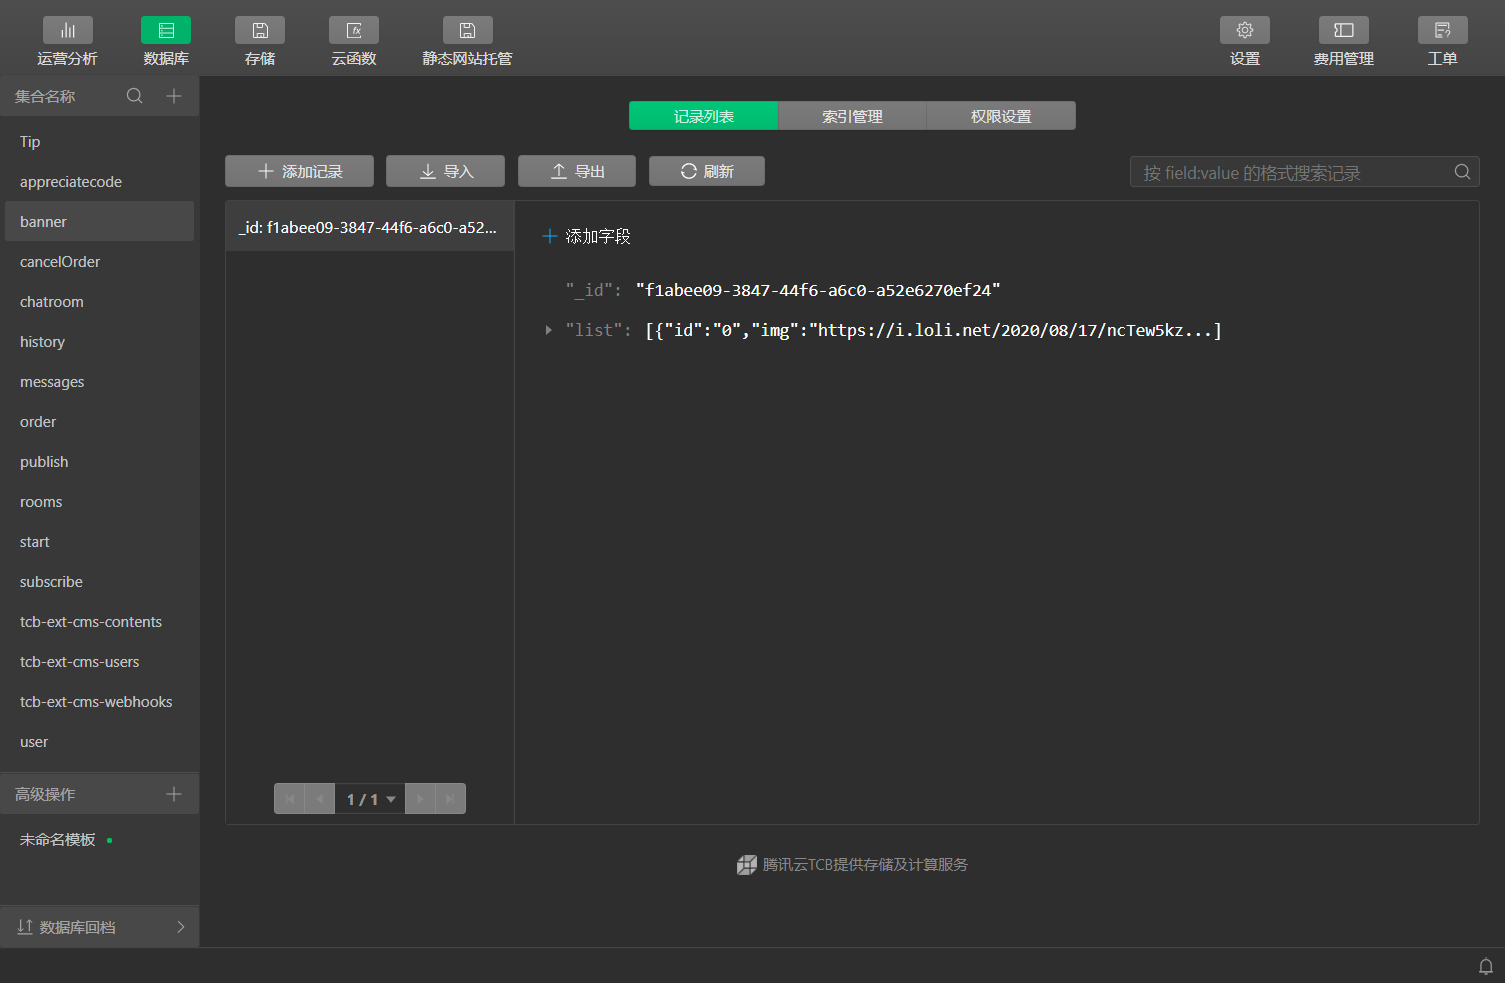 运营分析 数据库 存储 云函数 静态网站托管 设置 费用管理 工单
集合名称
Tip
appreciatecode
banner
cancelOrder
chatroom
history
messages
order
publish
rooms
start
subscribe
tcb-ext-cms-contents
tcb-ext-cms-users
tcb-ext-cms-webhooks
user
高级操作
未命名模板
数据库回档
记录列表 索引管理 权限设置
添加记录 导入 导出 刷新 按 field:value 的格式搜索记录
_id: f1abee09-3847-44f6-a6c0-a52...
1 / 1
添加字段
"_id": "f1abee09-3847-44f6-a6c0-a52e6270ef24"
"list": [{"id":"0","img":"https://i.loli.net/2020/08/17/ncTew5kz...]
腾讯云TCB提供存储及计算服务